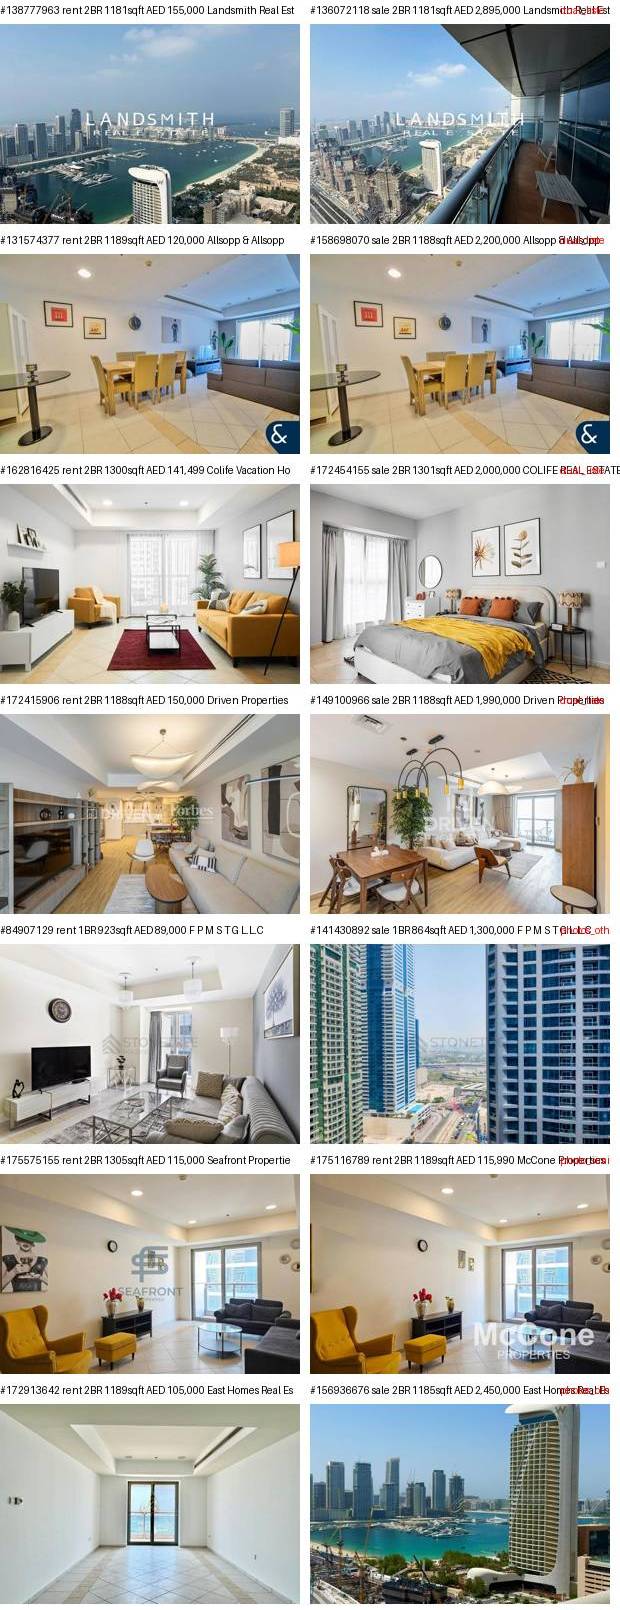 #138777963 rent 2BR 1181sqft AED 155,000 Landsmith Real Est
#136072118 sale 2BR 1181sqft AED 2,895,000 Landsmith Real Est
LANDSMITH
REAL ESTATE
LANDSMITH
REAL ESTATE
#131574377 rent 2BR 1189sqft AED 120,000 Allsopp & Allsopp
#158698070 sale 2BR 1188sqft AED 2,200,000 Allsopp & Allsopp
&
&
#162816425 rent 2BR 1300sqft AED 141,499 Colife Vacation Ho
#172454155 sale 2BR 1301sqft AED 2,000,000 COLIFE REAL ESTATE
#172415906 rent 2BR 1188sqft AED 150,000 Driven Properties
#149100966 sale 2BR 1188sqft AED 1,990,000 Driven Properties
DRIVEN
Forbes
DRIVEN
#84907129 rent 1BR 923sqft AED 89,000 F P M S T G L.L.C
#141430892 sale 1BR 864sqft AED 1,300,000 F P M S T G L.L.C
#175575155 rent 2BR 1305sqft AED 115,000 Seafront Propertie
#175116789 rent 2BR 1189sqft AED 115,990 McCone Properties
SEAFRONT
McCone
PROPERTIES
#172913642 rent 2BR 1189sqft AED 105,000 East Homes Real Es
#156936676 sale 2BR 1185sqft AED 2,450,000 East Homes Real Es